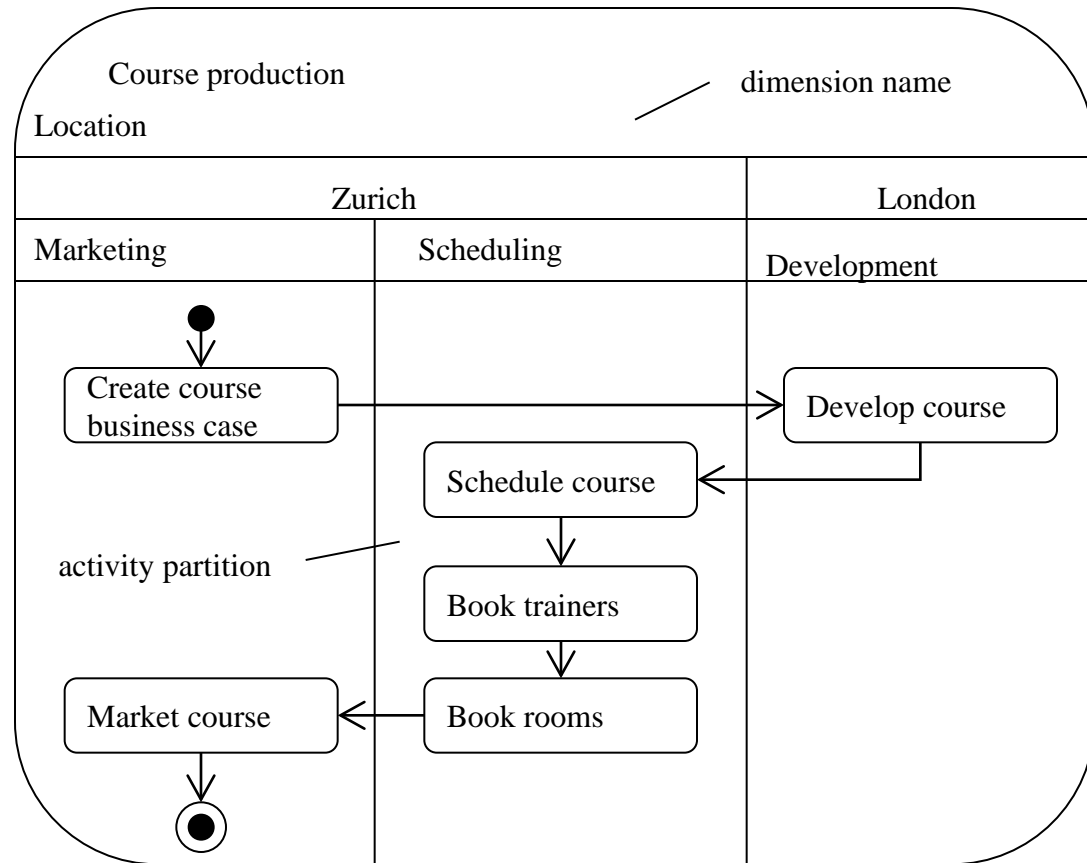 Course production
dimension name
Location
Zurich
London
Marketing
Scheduling
Development
Create course
business case
Develop course
Schedule course
activity partition
Book trainers
Market course
Book rooms